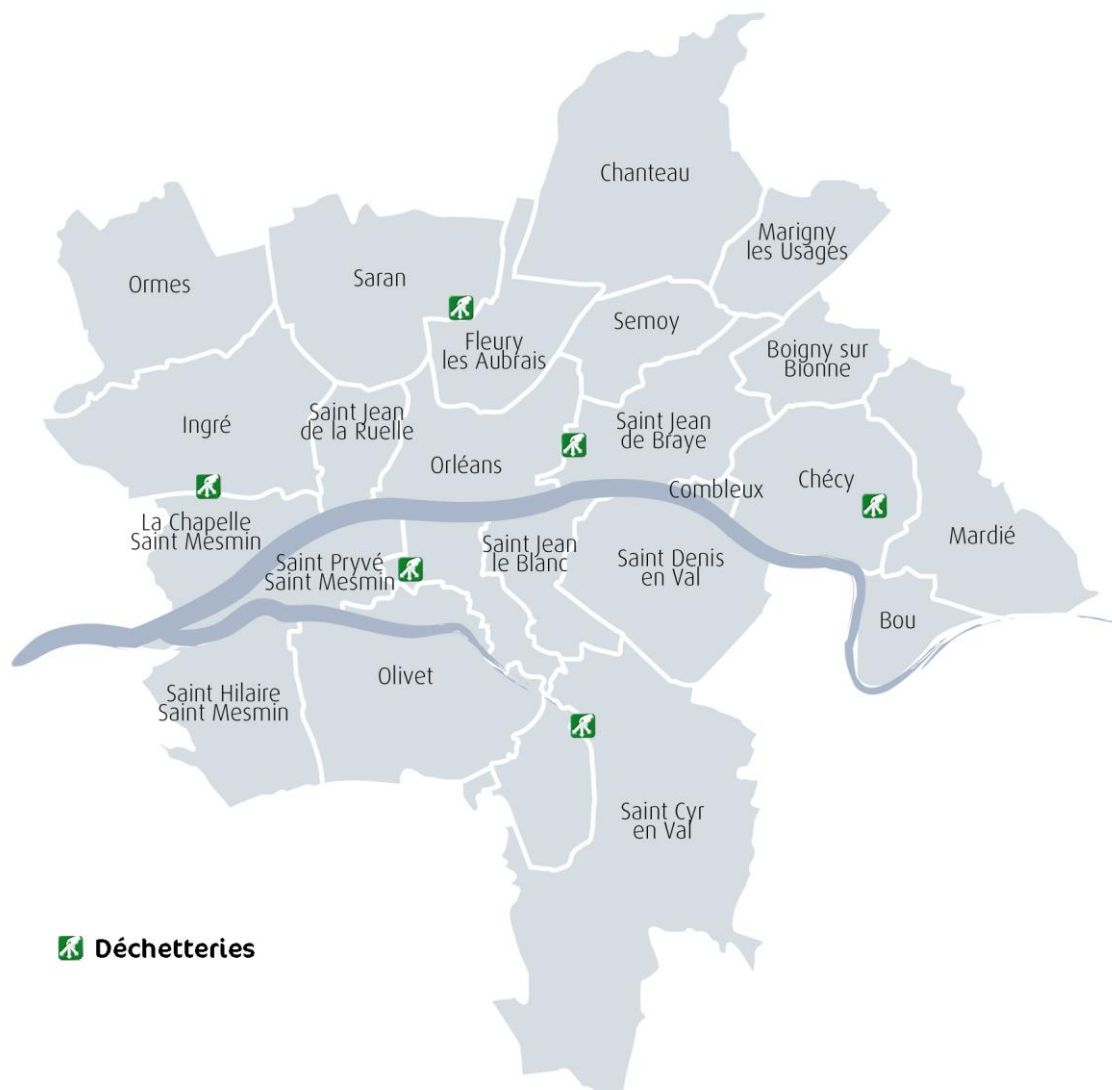 Chanteau
Marigny
les Usages
Ormes
Saran
Semoy
Fleury
les Aubrais
Boigny sur
Bionne
Ingré
Saint Jean
de la Ruelle
Saint Jean
de Braye
Orléans
Combleux
Chécy
La Chapelle
Saint Mesmin
Mardié
Saint Pryvé
Saint Mesmin
Saint Jean
le Blanc
Saint Denis
en Val
Bou
Olivet
Saint Hilaire
Saint Mesmin
Saint Cyr
en Val
Déchetteries